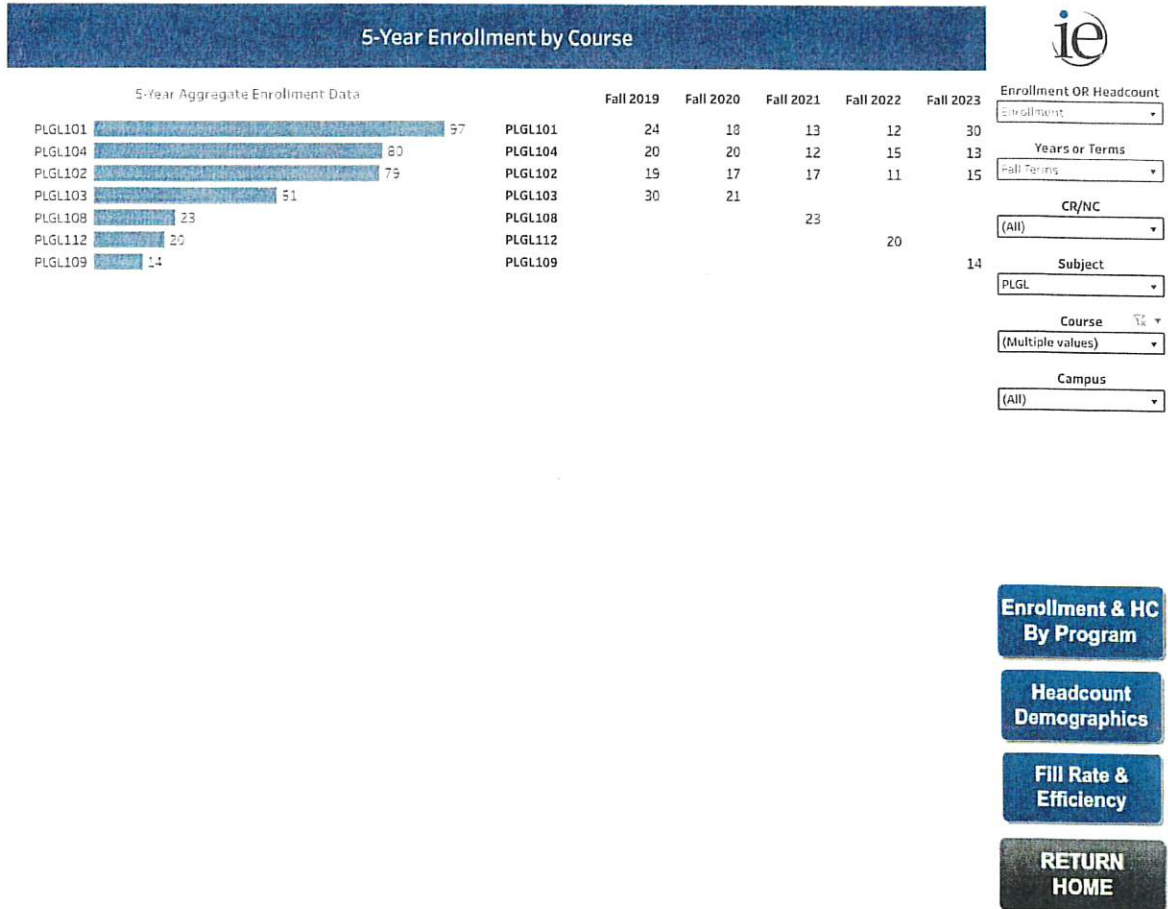 5-Year Enrollment by Course
ie
5-Year Aggregate Enrollment Data
PLGL101 97
PLGL104 80
PLGL102 79
PLGL103 51
PLGL108 23
PLGL112 20
PLGL109 14
Fall 2019 Fall 2020 Fall 2021 Fall 2022 Fall 2023
PLGL101 24 18 13 12 30
PLGL104 20 20 12 15 13
PLGL102 19 17 17 11 15
PLGL103 30 21
PLGL108 23
PLGL112 20
PLGL109 14
Enrollment OR Headcount
Enrollment
Years or Terms
Fall Terms
CR/NC
(All)
Subject
PLGL
Course
(Multiple values)
Campus
(All)
Enrollment & HC
By Program
Headcount
Demographics
Fill Rate &
Efficiency
RETURN
HOME